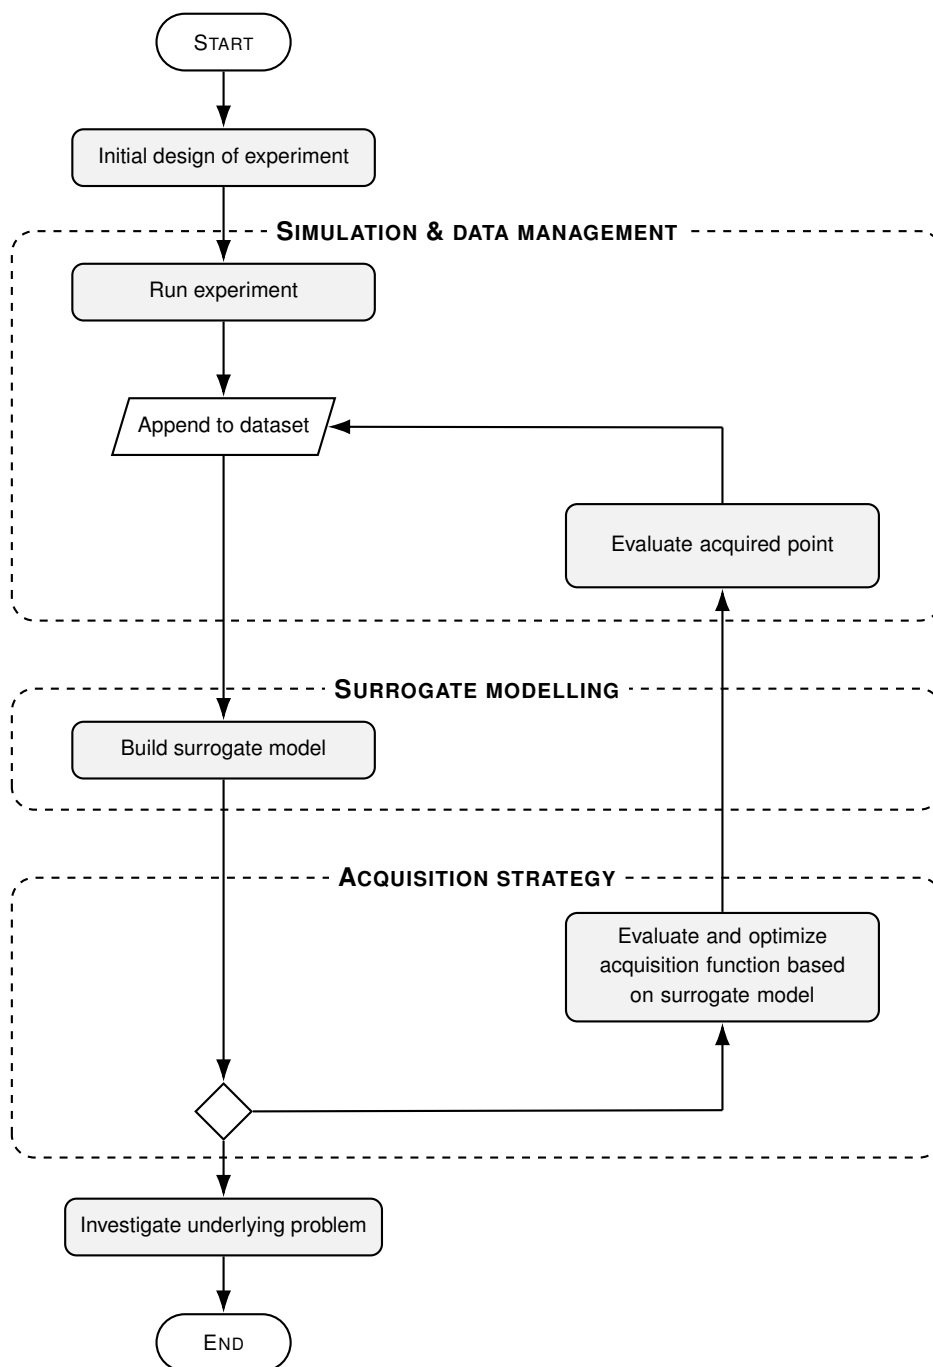 START
Initial design of experiment
SIMULATION & DATA MANAGEMENT
Run experiment
Append to dataset
Evaluate acquired point
SURROGATE MODELLING
Build surrogate model
ACQUISITION STRATEGY
Evaluate and optimize
acquisition function based
on surrogate model
Investigate underlying problem
END